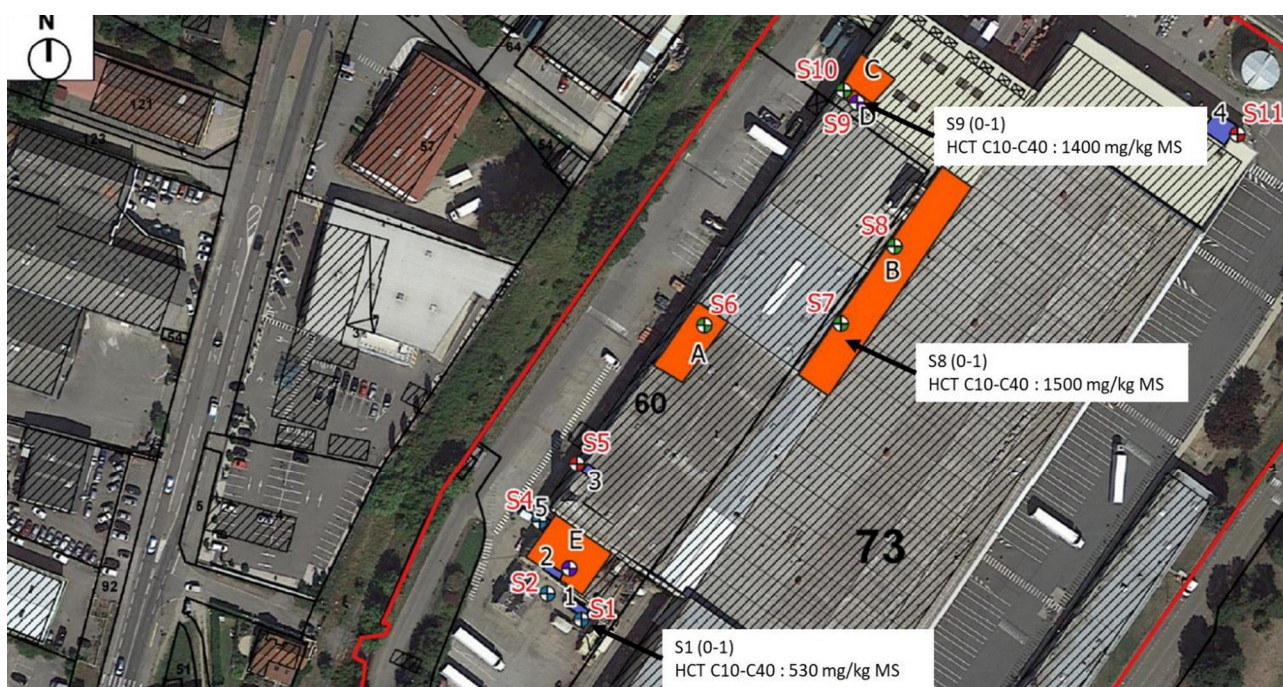 N
64
S10
C
121
S9
D
4
S11
S9 (0-1)
HCT C10-C40 : 1400 mg/kg MS
123
57
54
S8
B
S7
S6
A
S8 (0-1)
HCT C10-C40 : 1500 mg/kg MS
54
60
S5
3
S4
5
5
E
73
2
S2
1
S1
92
S1 (0-1)
HCT C10-C40 : 530 mg/kg MS
51